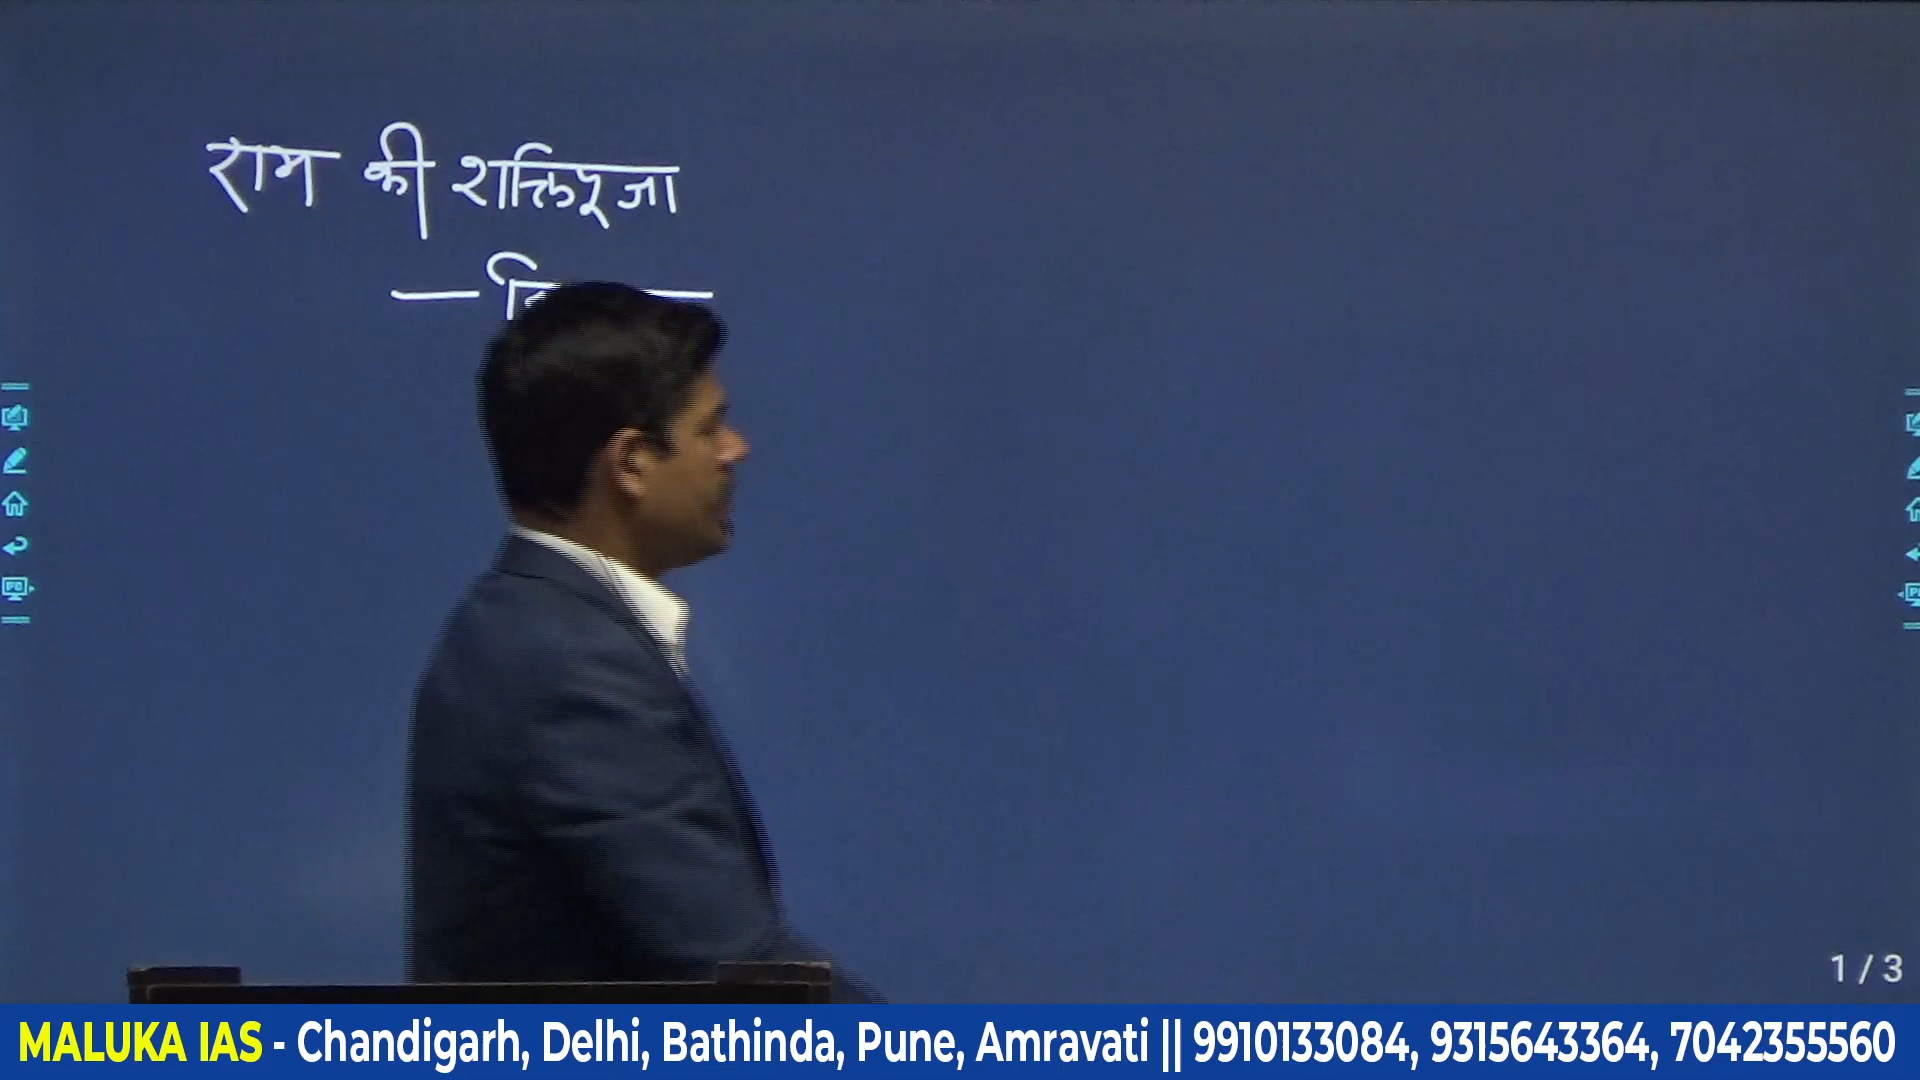 राम की शक्तिपूजा
1 / 3
MALUKA IAS - Chandigarh, Delhi, Bathinda, Pune, Amravati || 9910133084, 9315643364, 7042355560